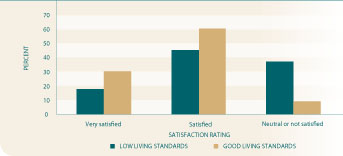 70
60
50
40
30
20
10
0
PERCENT
Very satisfied Satisfied Neutral or not satisfied
SATISFACTION RATING
LOW LIVING STANDARDS GOOD LIVING STANDARDS